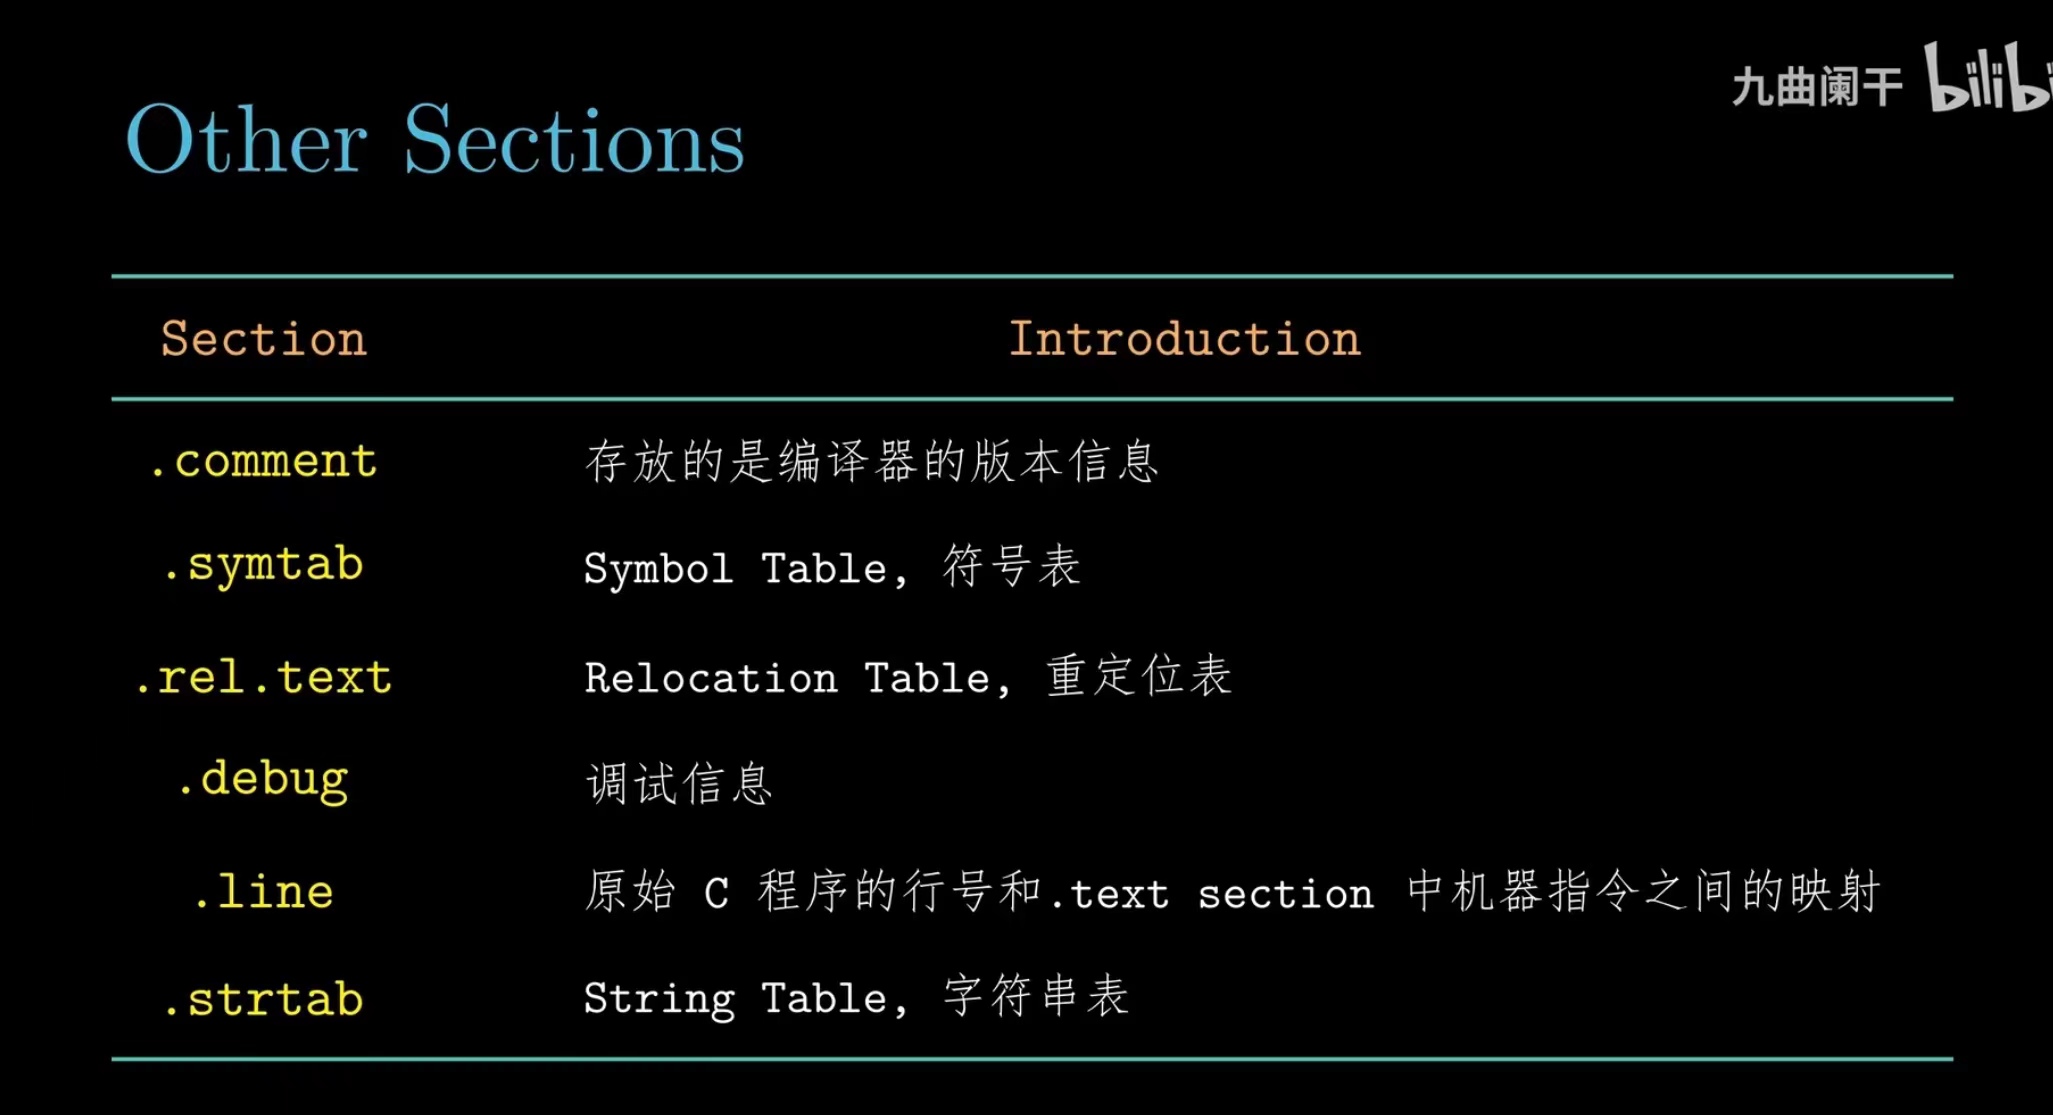 九曲阑干
Other Sections
Section Introduction
.comment 存放的是编译器的版本信息
.symtab Symbol Table, 符号表
.rel.text Relocation Table, 重定位表
.debug 调试信息
.line 原始 C 程序的行号和.text section 中机器指令之间的映射
.strtab String Table, 字符串表